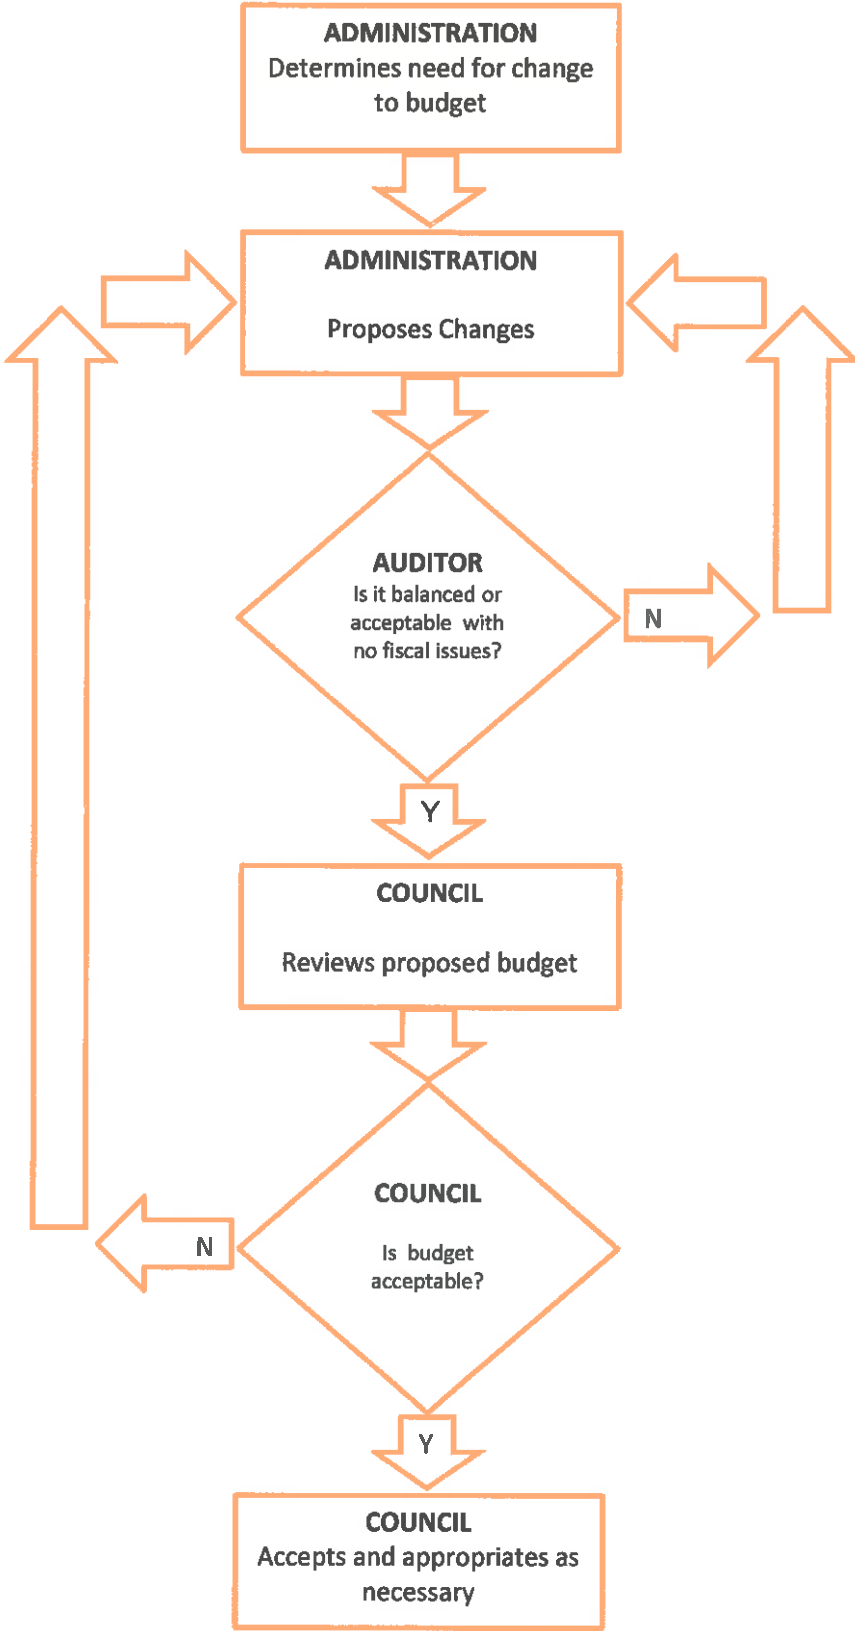 ADMINISTRATION
Determines need for change
to budget
ADMINISTRATION
Proposes Changes
AUDITOR
Is it balanced or
acceptable with
no fiscal issues?
N
Y
COUNCIL
Reviews proposed budget
COUNCIL
Is budget
acceptable?
N
Y
COUNCIL
Accepts and appropriates as
necessary